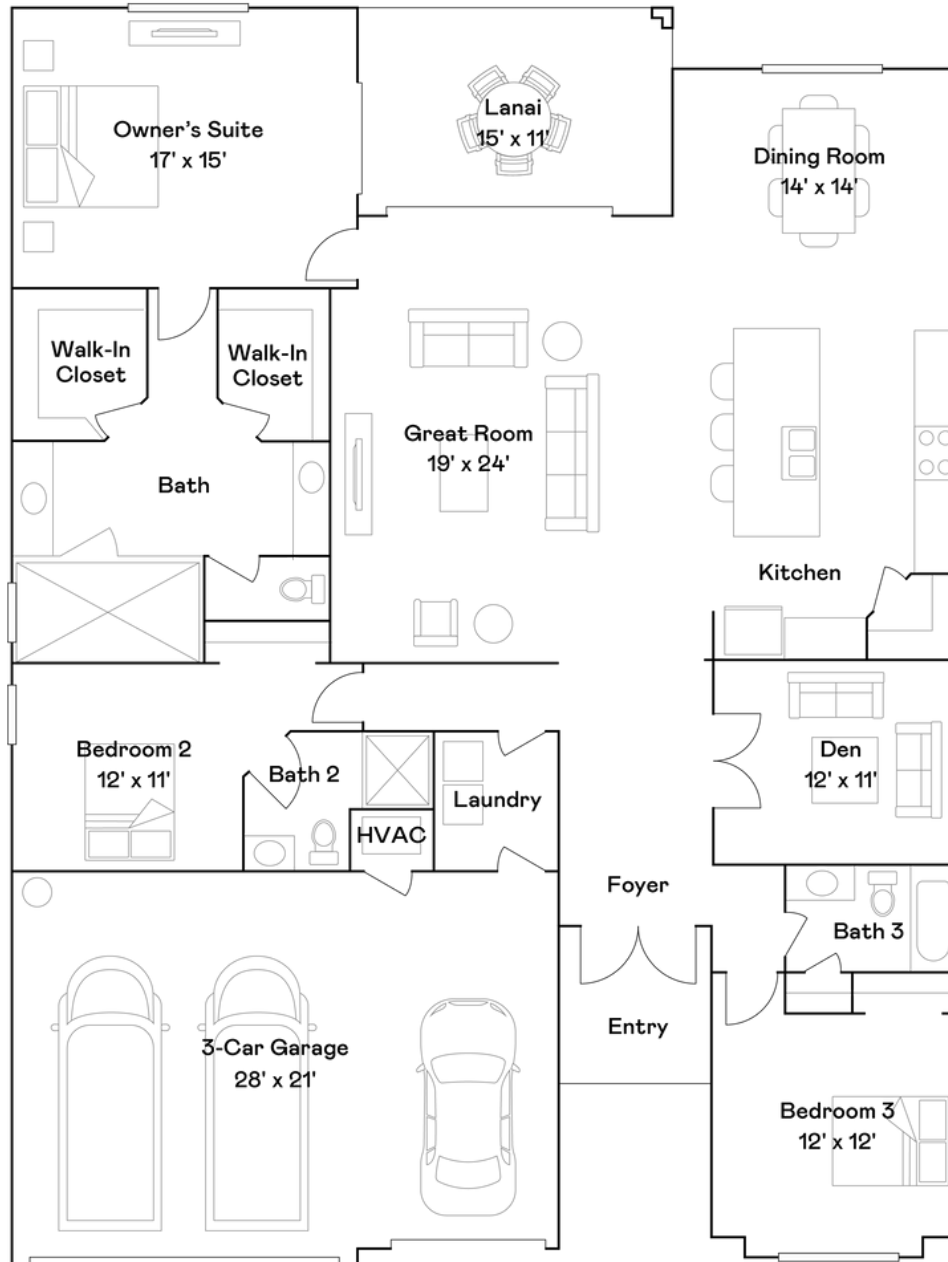 Owner's Suite
17' x 15'
Lanai
15' x 11'
Dining Room
14' x 14'
Walk-In
Closet
Walk-In
Closet
Great Room
19' x 24'
Bath
Kitchen
Bedroom 2
12' x 11'
Bath 2
Laundry
HVAC
Den
12' x 11'
Foyer
Bath 3
Entry
3-Car Garage
28' x 21'
Bedroom 3
12' x 12'